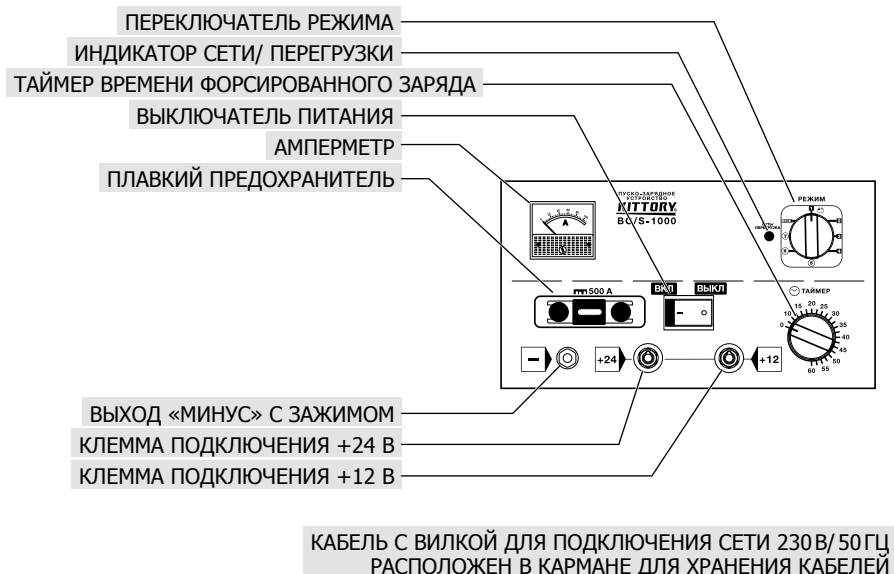 ПЕРЕКЛЮЧАТЕЛЬ РЕЖИМА
ИНДИКАТОР СЕТИ/ ПЕРЕГРУЗКИ
ТАЙМЕР ВРЕМЕНИ ФОРСИРОВАННОГО ЗАРЯДА
ВЫКЛЮЧАТЕЛЬ ПИТАНИЯ
АМПЕРМЕТР
ПЛАВКИЙ ПРЕДОХРАНИТЕЛЬ
ПУСКО-ЗАРЯДНОЕ
УСТРОЙСТВО
KITTORY
BC/S-1000
A
РЕЖИМ
500 A
ВКЛ ВЫКЛ
ТАЙМЕР
0 10 15 20 25 30 35 40 45 50 55 60
− +24 +12
ВЫХОД «МИНУС» С ЗАЖИМОМ
КЛЕММА ПОДКЛЮЧЕНИЯ +24 В
КЛЕММА ПОДКЛЮЧЕНИЯ +12 В
КАБЕЛЬ С ВИЛКОЙ ДЛЯ ПОДКЛЮЧЕНИЯ СЕТИ 230 В/ 50 ГЦ
РАСПОЛОЖЕН В КАРМАНЕ ДЛЯ ХРАНЕНИЯ КАБЕЛЕЙ